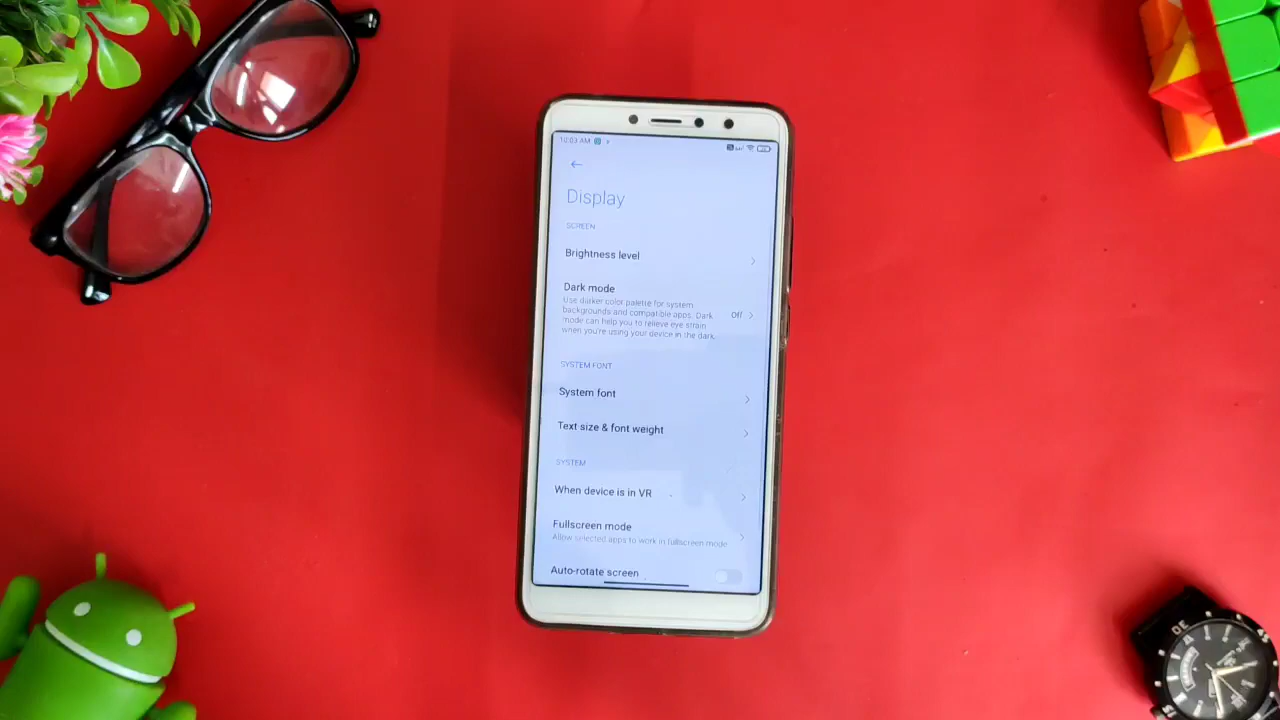 10:03 AM
Display
SCREEN
Brightness level
Dark mode
Use darker color palette for system
backgrounds and compatible apps. Dark
mode can help you to relieve eye strain
when you're using your device in the dark.
Off
SYSTEM FONT
System font
Text size & font weight
SYSTEM
When device is in VR
Fullscreen mode
Allow selected apps to work in fullscreen mode
Auto-rotate screen